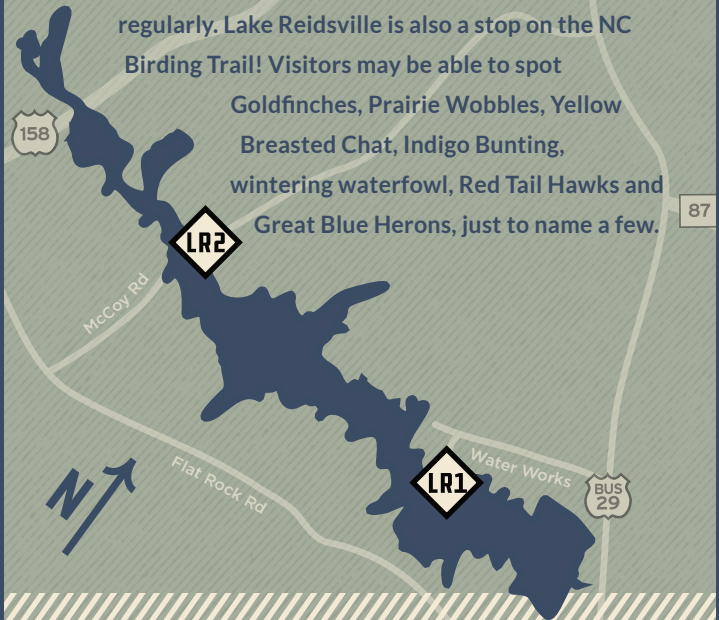 regularly. Lake Reidsville is also a stop on the NC
Birding Trail! Visitors may be able to spot
Goldfinches, Prairie Wobbles, Yellow
158
Breasted Chat, Indigo Bunting,
wintering waterfowl, Red Tail Hawks and
87
Great Blue Herons, just to name a few.
LR2
McCoy Rd
Flat Rock Rd
Water Works
LR1
BUS
29
N